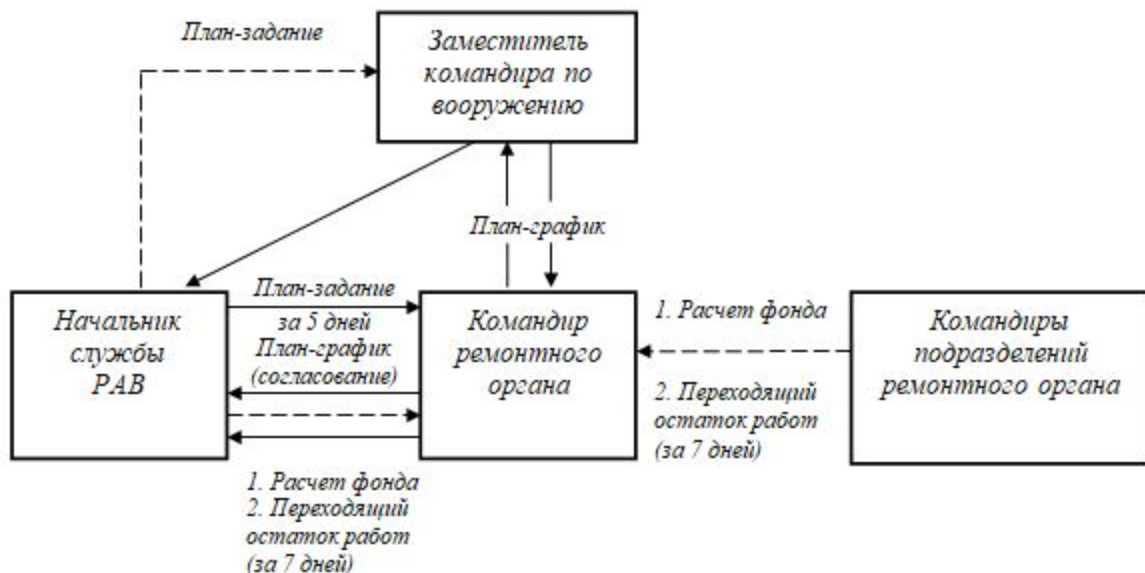 План-задание
Заместитель
командира по
вооружению
План-график
Начальник
службы
РАВ
План-задание
за 5 дней
План-график
(согласование)
Командир
ремонтного
органа
1. Расчет фонда
2. Переходящий
остаток работ
(за 7 дней)
Командиры
подразделений
ремонтного органа
1. Расчет фонда
2. Переходящий
остаток работ
(за 7 дней)